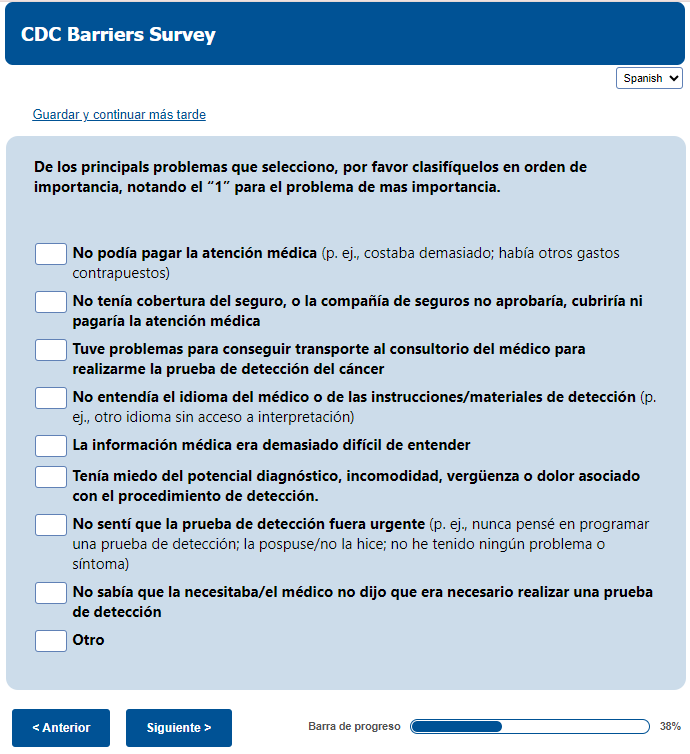 CDC Barriers Survey
Spanish
Guardar y continuar más tarde
De los principals problemas que selecciono, por favor clasifíquelos en orden de
importancia, notando el “1” para el problema de mas importancia.
No podía pagar la atención médica (p. ej., costaba demasiado; había otros gastos
contrapuestos)
No tenía cobertura del seguro, o la compañía de seguros no aprobaría, cubriría ni
pagaría la atención médica
Tuve problemas para conseguir transporte al consultorio del médico para
realizarme la prueba de detección del cáncer
No entendía el idioma del médico o de las instrucciones/materiales de detección (p.
ej., otro idioma sin acceso a interpretación)
La información médica era demasiado difícil de entender
Tenía miedo del potencial diagnóstico, incomodidad, vergüenza o dolor asociado
con el procedimiento de detección.
No sentí que la prueba de detección fuera urgente (p. ej., nunca pensé en programar
una prueba de detección; la pospuse/no la hice; no he tenido ningún problema o
síntoma)
No sabía que la necesitaba/el médico no dijo que era necesario realizar una prueba
de detección
Otro
< Anterior
Siguiente >
Barra de progreso
38%